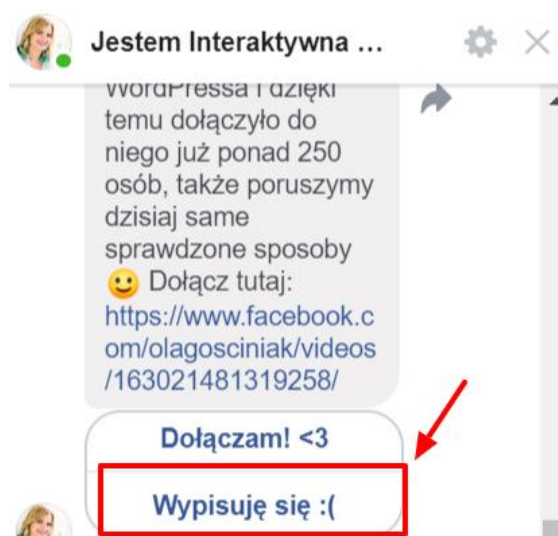 Jestem Interaktywna ...
WordPressa i dzięki
temu dołączyło do
niego już ponad 250
osób, także poruszymy
dzisiaj same
sprawdzone sposoby
🙂 Dołącz tutaj:
https://www.facebook.c
om/olagosciniak/videos
/163021481319258/
Dołączam! <3
Wypisuję się :(